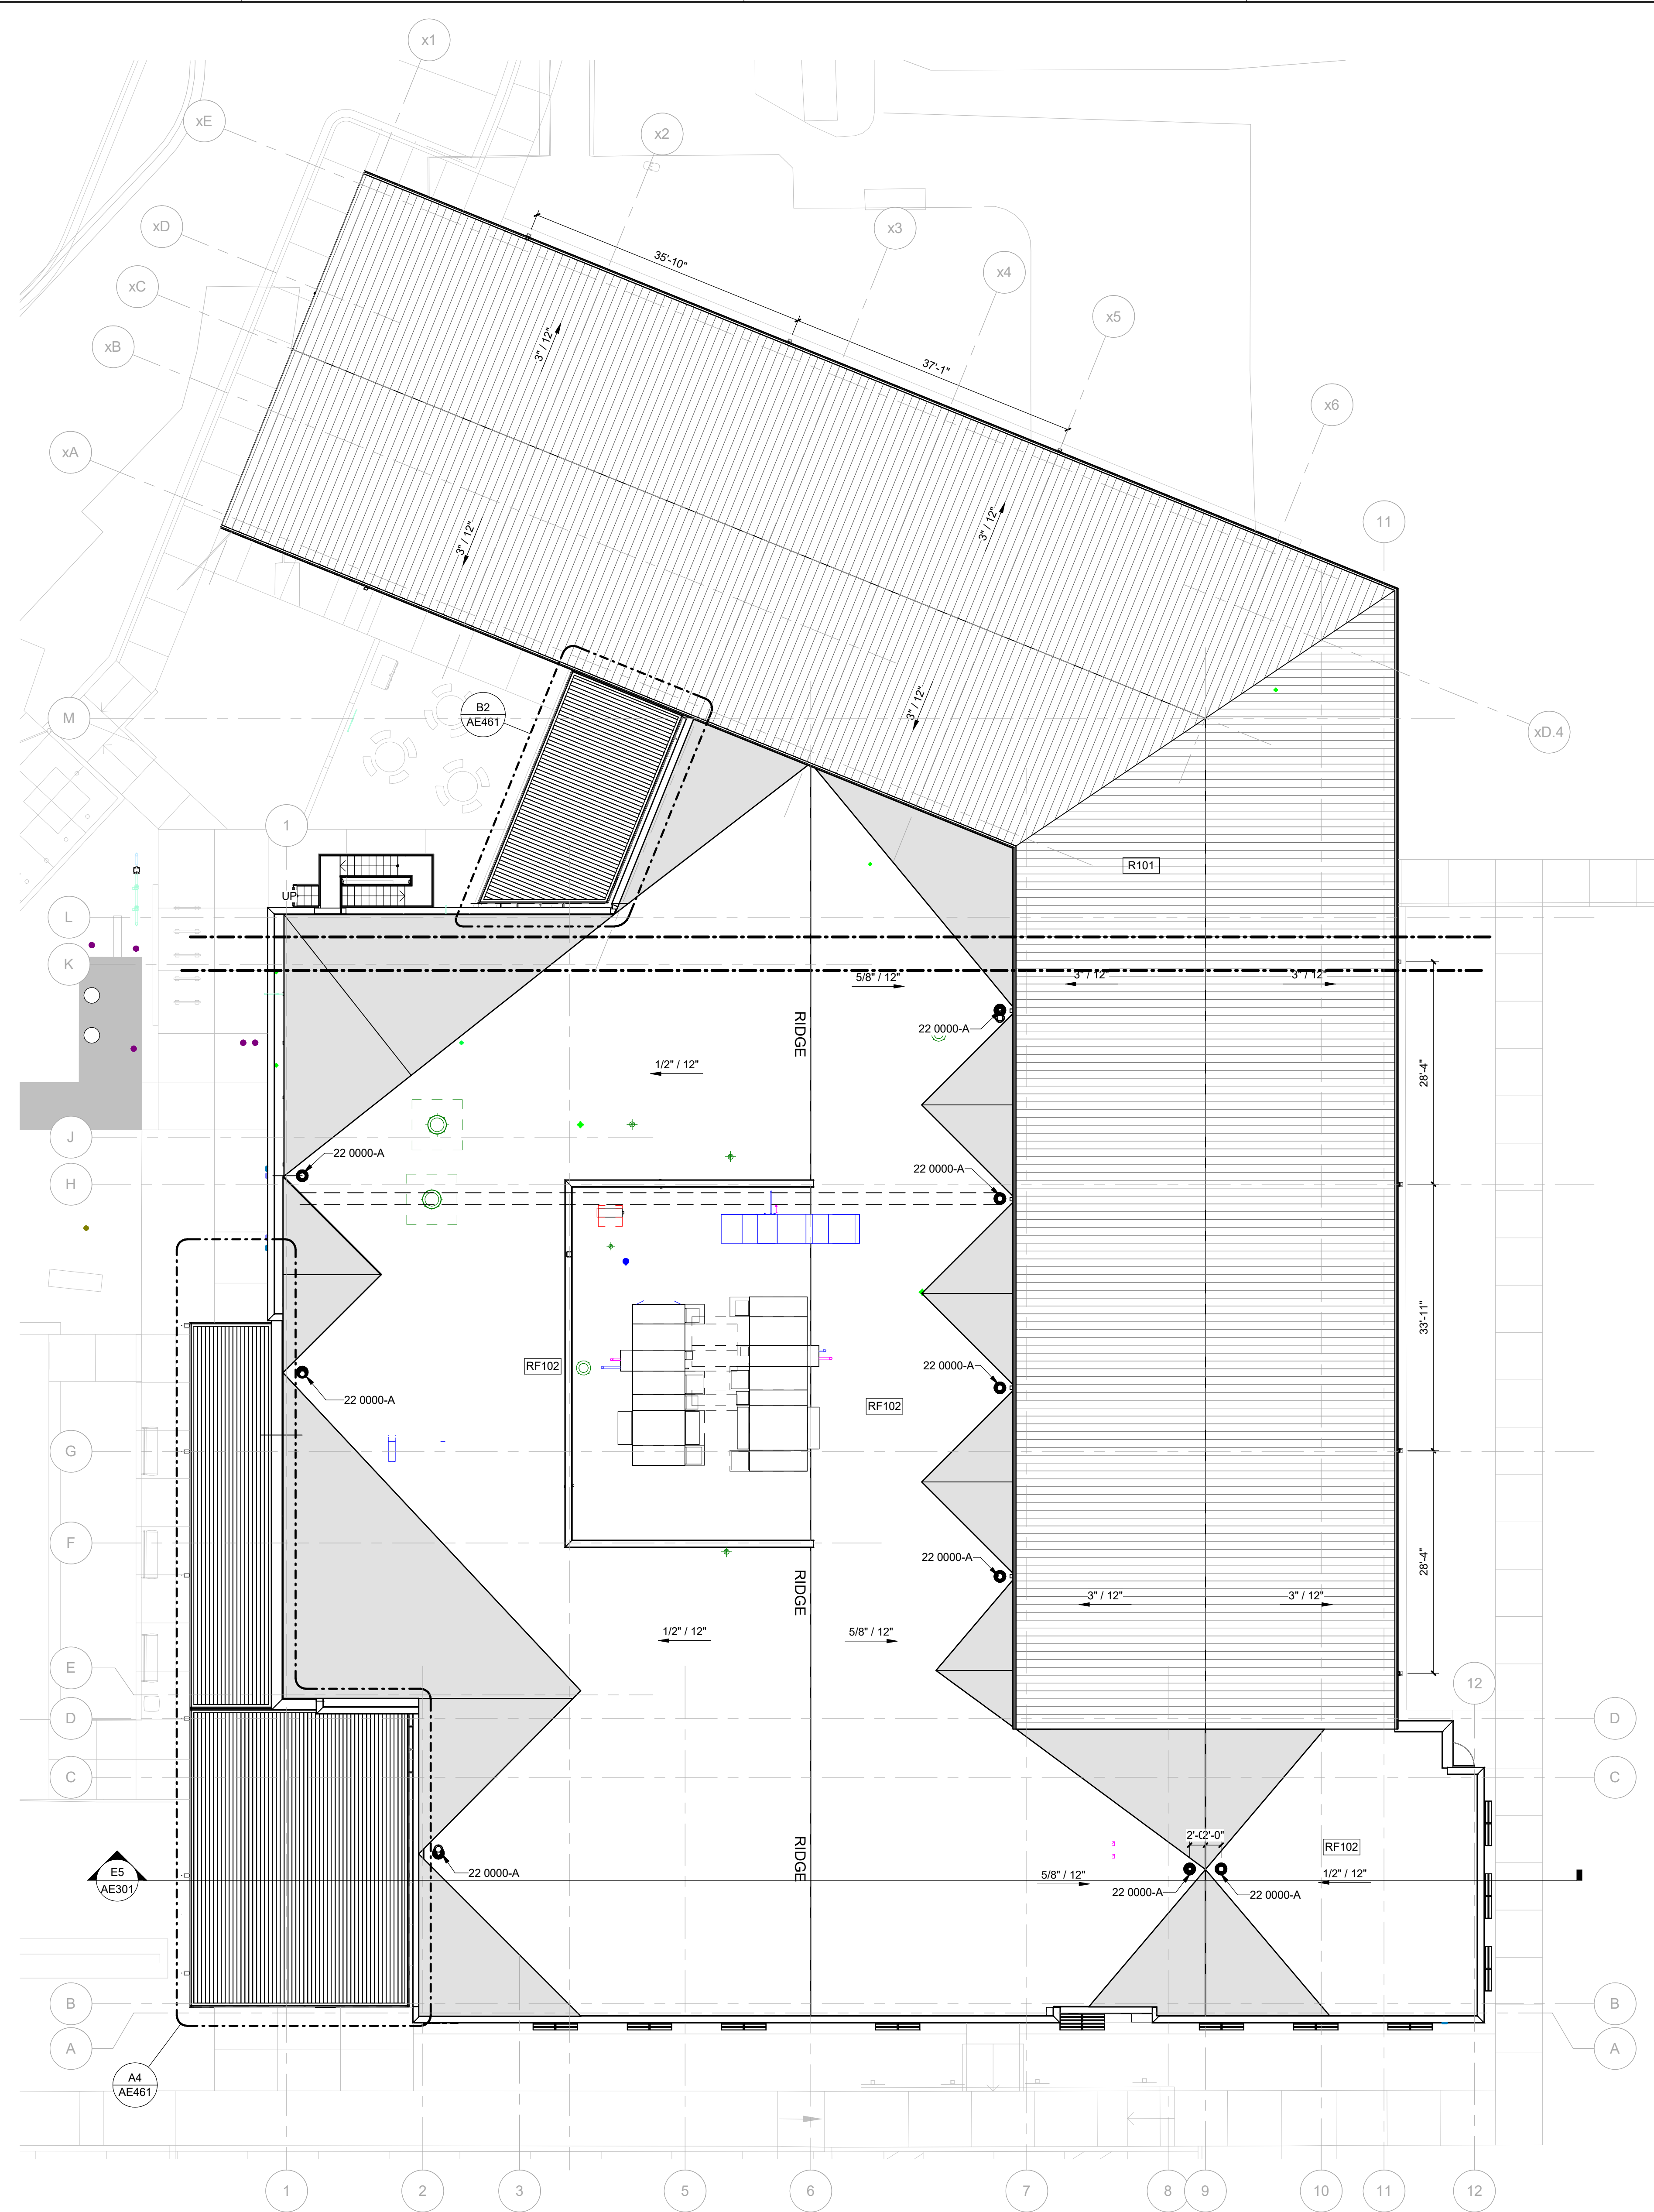 x1
xE
x2
xD
x3
35'-10"
x4
xC
x5
3" / 12"
xB
37'-1"
x6
xA
11
3" / 12"
3" / 12"
B2
AE461
3" / 12"
M
xD.4
1
R101
UP
L
K
5/8" / 12"
3" / 12"
3" / 12"
RIDGE
22 0000-A
1/2" / 12"
28'-4"
J
22 0000-A
H
22 0000-A
33'-11"
RF102
22 0000-A
22 0000-A
RF102
G
F
22 0000-A
28'-4"
RIDGE
3" / 12"
3" / 12"
1/2" / 12"
5/8" / 12"
E
12
D
D
C
C
2'-0"
RF102
RIDGE
E5
AE301
22 0000-A
5/8" / 12"
1/2" / 12"
22 0000-A
22 0000-A
B
B
A
A
A4
AE461
1
2
3
5
6
7
8
9
10
11
12